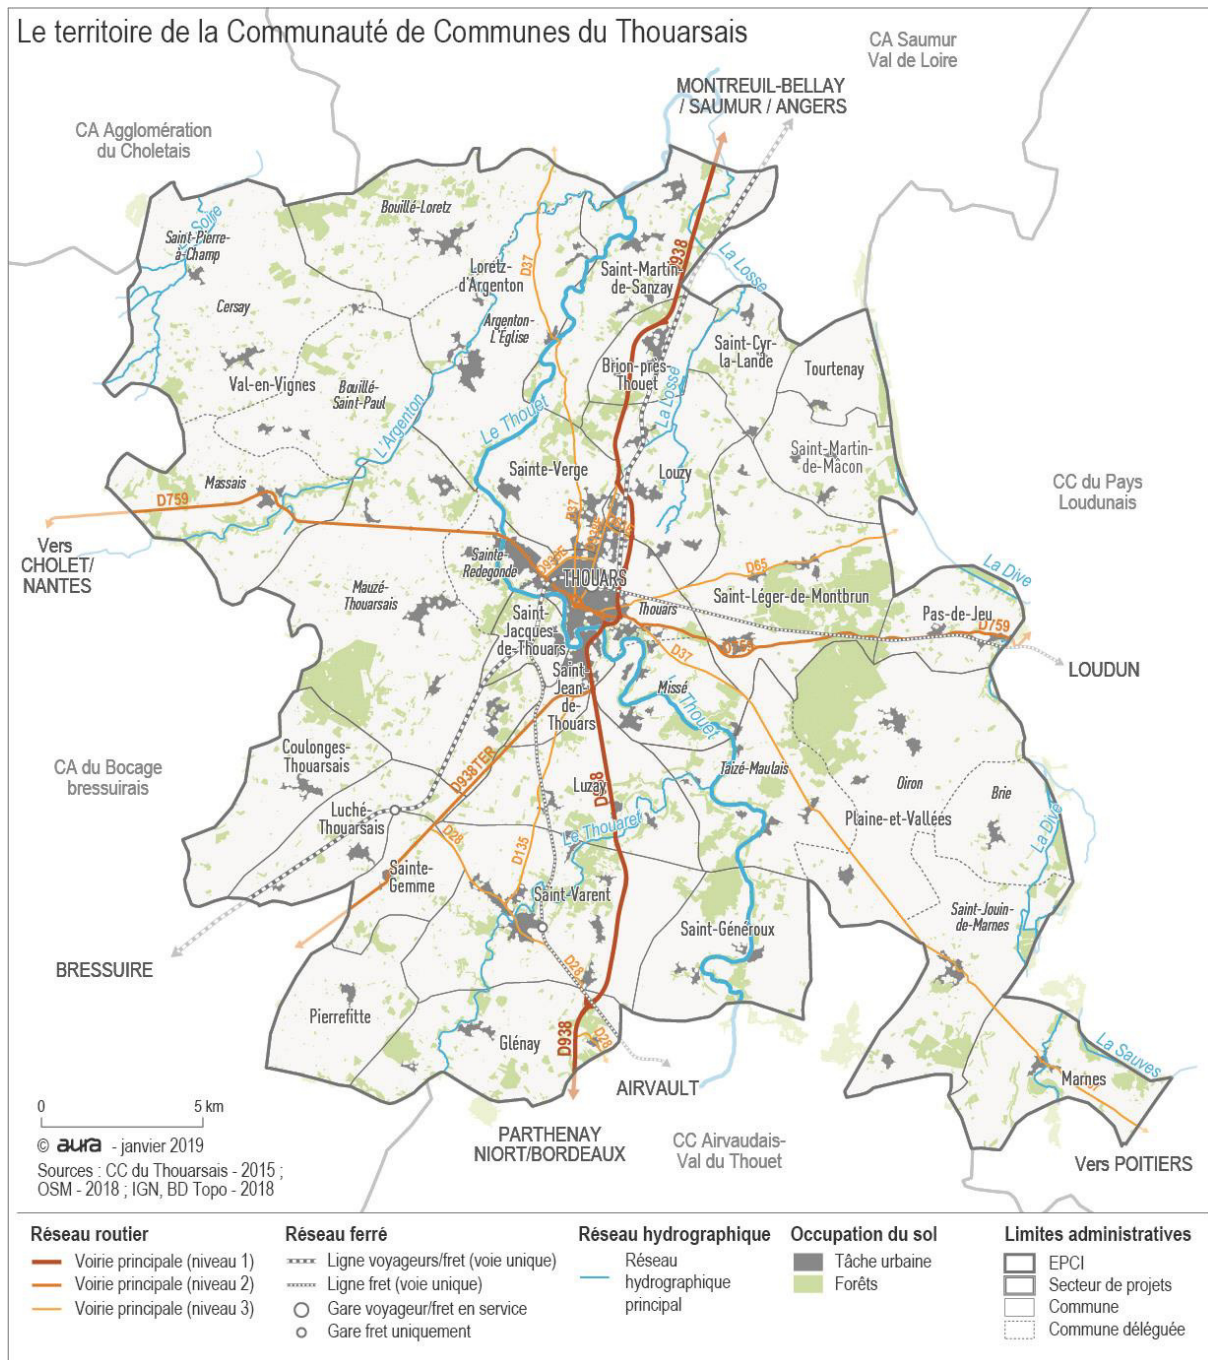 Le territoire de la Communauté de Communes du Thouarsais
CA Saumur
Val de Loire
MONTREUIL-BELLAY
/ SAUMUR / ANGERS
CA Agglomération
du Choletais
Bouillé-Loretz
Saint-Pierre-
à-Champ
Cersay
Loretz-
d'Argenton
D37
Saint-Martin-
de-Sanzay
D938
La Losse
Argenton-
L'Église
Saint-Cyr-
la-Lande
Brion-près-
Thouet
Tourtenay
Val-en-Vignes
Bouillé-
Saint-Paul
L'Argenton
Le Thouet
La Losse
Saint-Martin-
de-Mâcon
Sainte-Verge
Louzy
Massais
D759
D37
CC du Pays
Loudunais
Vers
CHOLET/
NANTES
Sainte-
Redegonde
THOUARS
D65
La Dive
Mauzé-
Thouarsais
Saint-Léger-de-Montbrun
Thouars
Pas-de-Jeu
D759
Saint-
Jacques-
de-Thouars
D759
D37
LOUDUN
Saint-
Jean-
de-
Thouars
Missé
Le Thouet
Coulonges-
Thouarsais
CA du Bocage
bressuirais
D938TER
Luzay
D938
Taizé-Maulais
Oiron
Brie
Luché-
Thouarsais
Le Thouaret
Plaine-et-Vallées
La Dive
D28
D135
Sainte-
Gemme
Saint-Varent
Saint-Jouin-
de-Marnes
Saint-Généroux
BRESSUIRE
D28
Pierrefitte
Glénay
D938
D28
La Sauves
Marnes
AIRVAULT
PARTHENAY
NIORT/BORDEAUX
CC Airvaudais-
Val du Thouet
Vers POITIERS
0 5 km
© aura - janvier 2019
Sources : CC du Thouarsais - 2015 ;
OSM - 2018 ; IGN, BD Topo - 2018
Réseau routier
Voirie principale (niveau 1)
Voirie principale (niveau 2)
Voirie principale (niveau 3)
Réseau ferré
Ligne voyageurs/fret (voie unique)
Ligne fret (voie unique)
Gare voyageur/fret en service
Gare fret uniquement
Réseau hydrographique
Réseau
hydrographique
principal
Occupation du sol
Tâche urbaine
Forêts
Limites administratives
EPCI
Secteur de projets
Commune
Commune déléguée